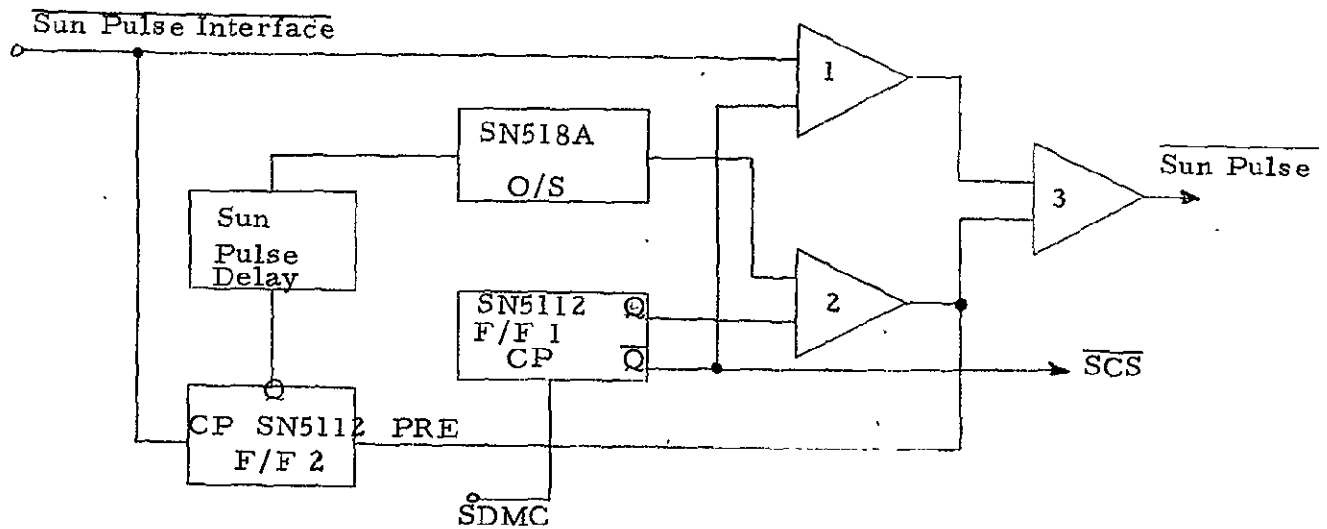 Sun Pulse Interface
1
SN518A
O/S
Sun Pulse
3
Sun
Pulse
Delay
2
SN5112 Q
F/F 1
CP Q̅
S̅C̅S̅
CP SN5112 PRE
F/F 2
SDMC